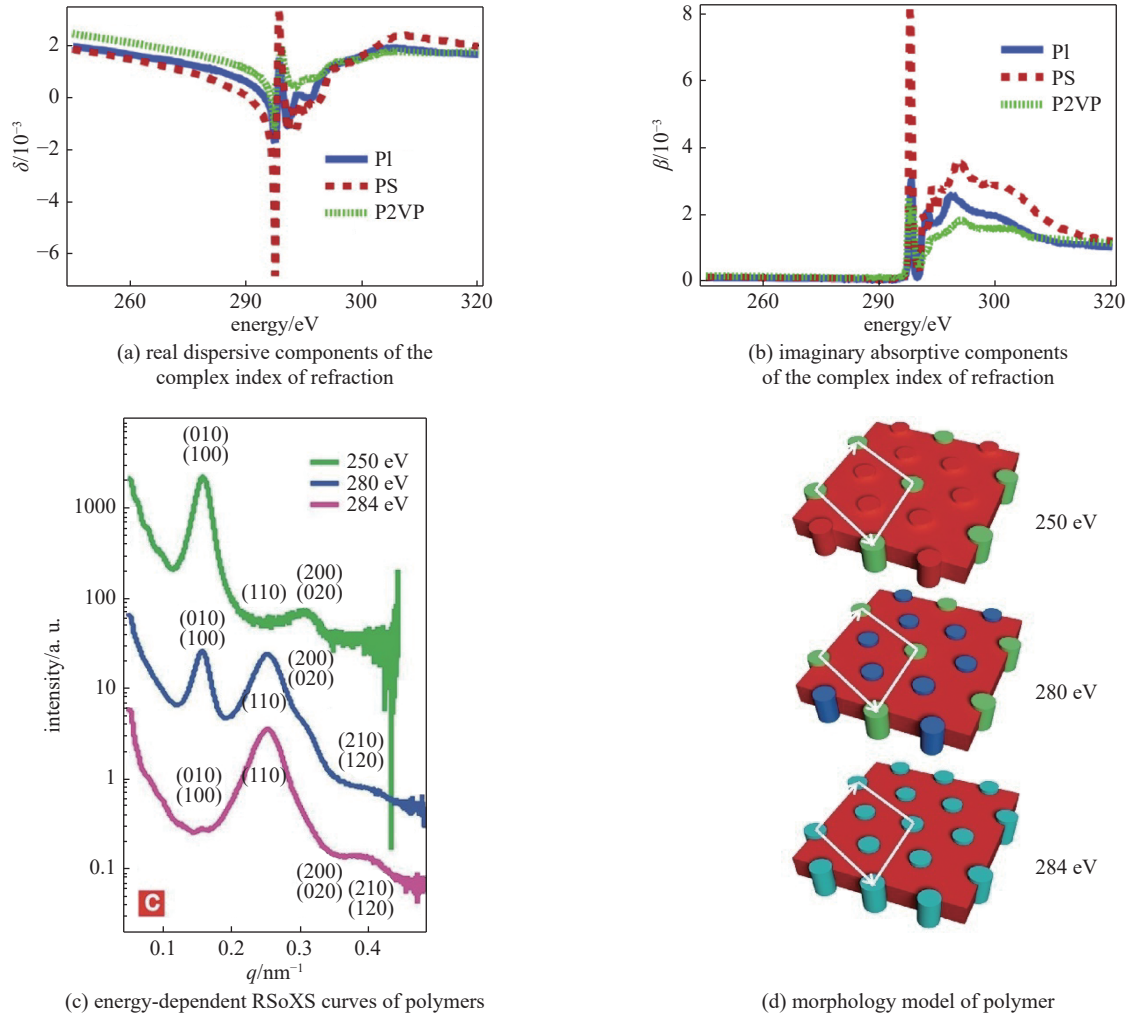 2
0
−2
−4
−6
δ/10⁻³
PI
PS
P2VP
260
290
300
320
energy/eV
(a) real dispersive components of the
complex index of refraction
8
6
4
2
0
β/10⁻³
PI
PS
P2VP
260
290
300
320
energy/eV
(b) imaginary absorptive components
of the complex index of refraction
1000
100
10
1
0.1
intensity/a. u.
250 eV
280 eV
284 eV
(010)
(100)
(110)
(200)
(020)
(010)
(100)
(110)
(200)
(020)
(210)
(120)
(010)
(100)
(110)
(200)
(020)
(210)
(120)
C
0.1
0.2
0.3
0.4
q/nm⁻¹
(c) energy-dependent RSoXS curves of polymers
250 eV
280 eV
284 eV
(d) morphology model of polymer